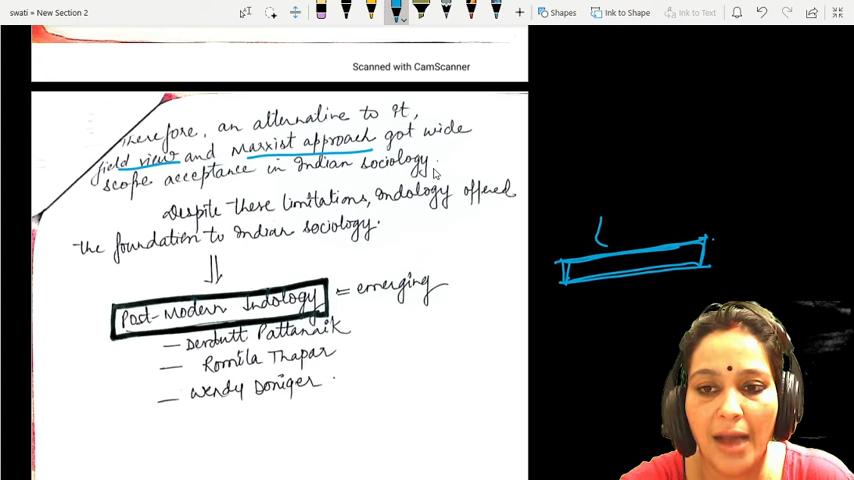 swati » New Section 2
Shapes
Ink to Shape
Ink to Text
Scanned with CamScanner
Therefore, an alternative to it,
field view and Marxist approach got wide
scope acceptance in Indian sociology.
Despite these limitations, Indology offered
the foundation to Indian sociology.
Post-Modern Indology = emerging
— Derdutt Pattanaik
— Romila Thapar
— Wendy Doniger